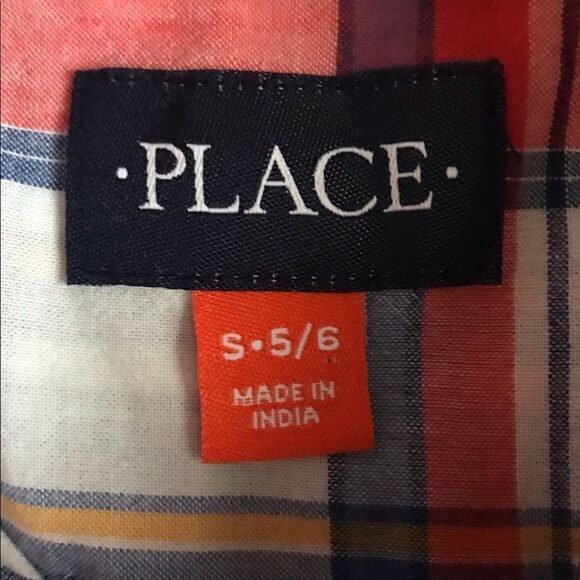 ·PLACE·
S·5/6
MADE IN
INDIA